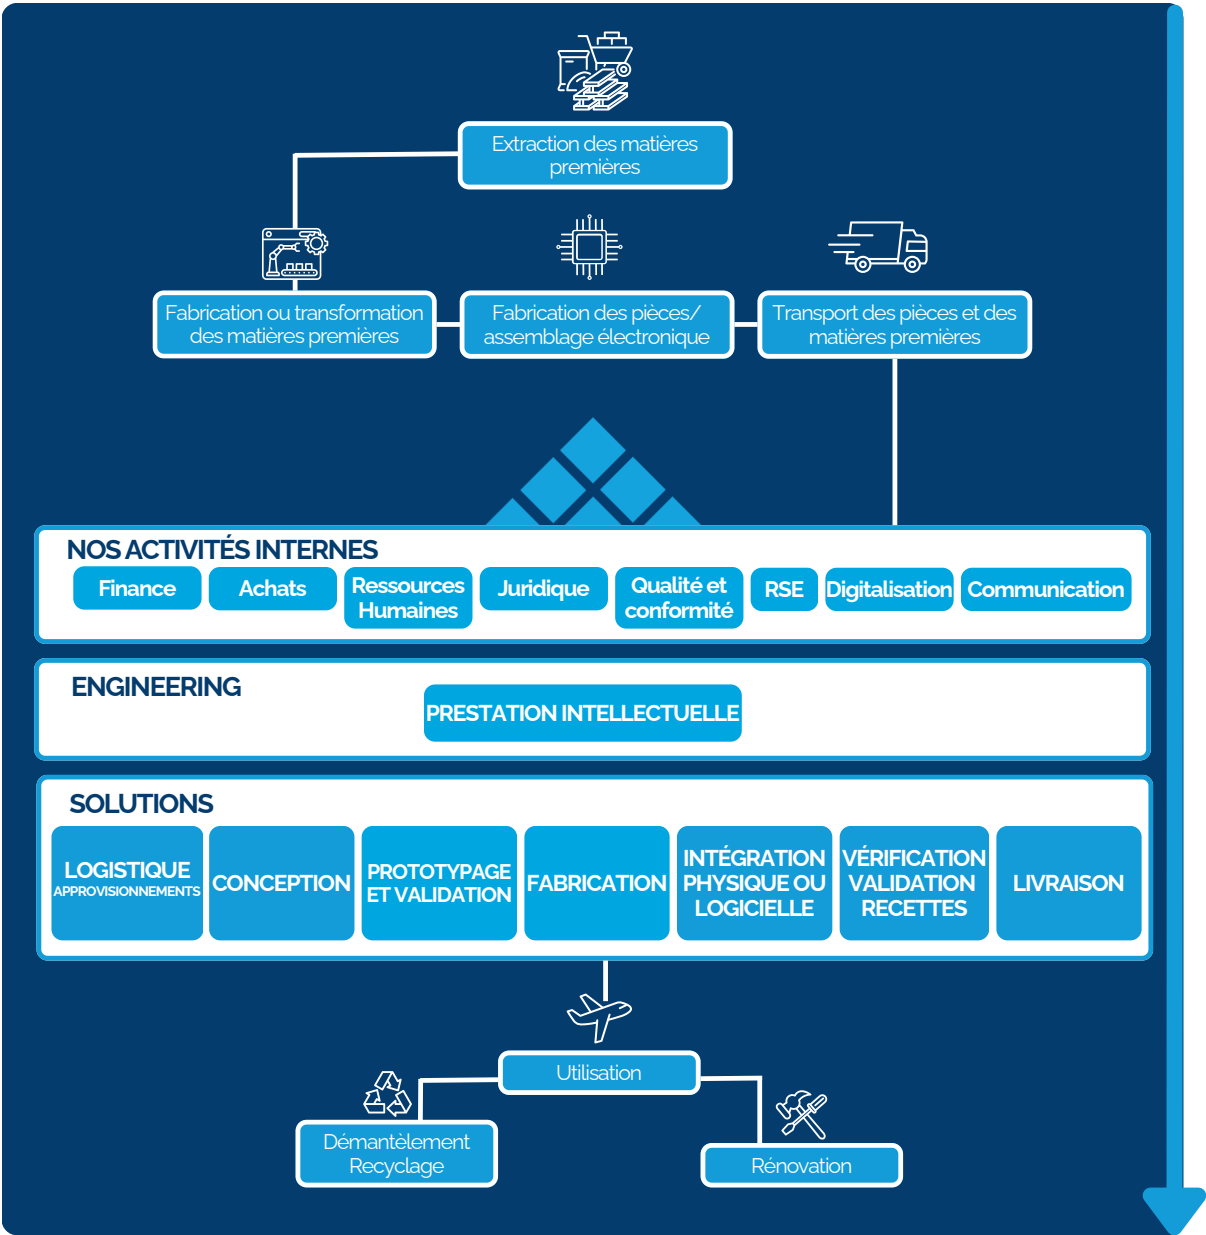 Extraction des matières
premières
Fabrication ou transformation
des matières premières
Fabrication des pièces/
assemblage électronique
Transport des pièces et des
matières premières
NOS ACTIVITÉS INTERNES
Finance
Achats
Ressources
Humaines
Juridique
Qualité et
conformité
RSE
Digitalisation
Communication
ENGINEERING
PRESTATION INTELLECTUELLE
SOLUTIONS
LOGISTIQUE
APPROVISIONNEMENTS
CONCEPTION
PROTOTYPAGE
ET VALIDATION
FABRICATION
INTÉGRATION
PHYSIQUE OU
LOGICIELLE
VÉRIFICATION
VALIDATION
RECETTES
LIVRAISON
Utilisation
Démantèlement
Recyclage
Rénovation